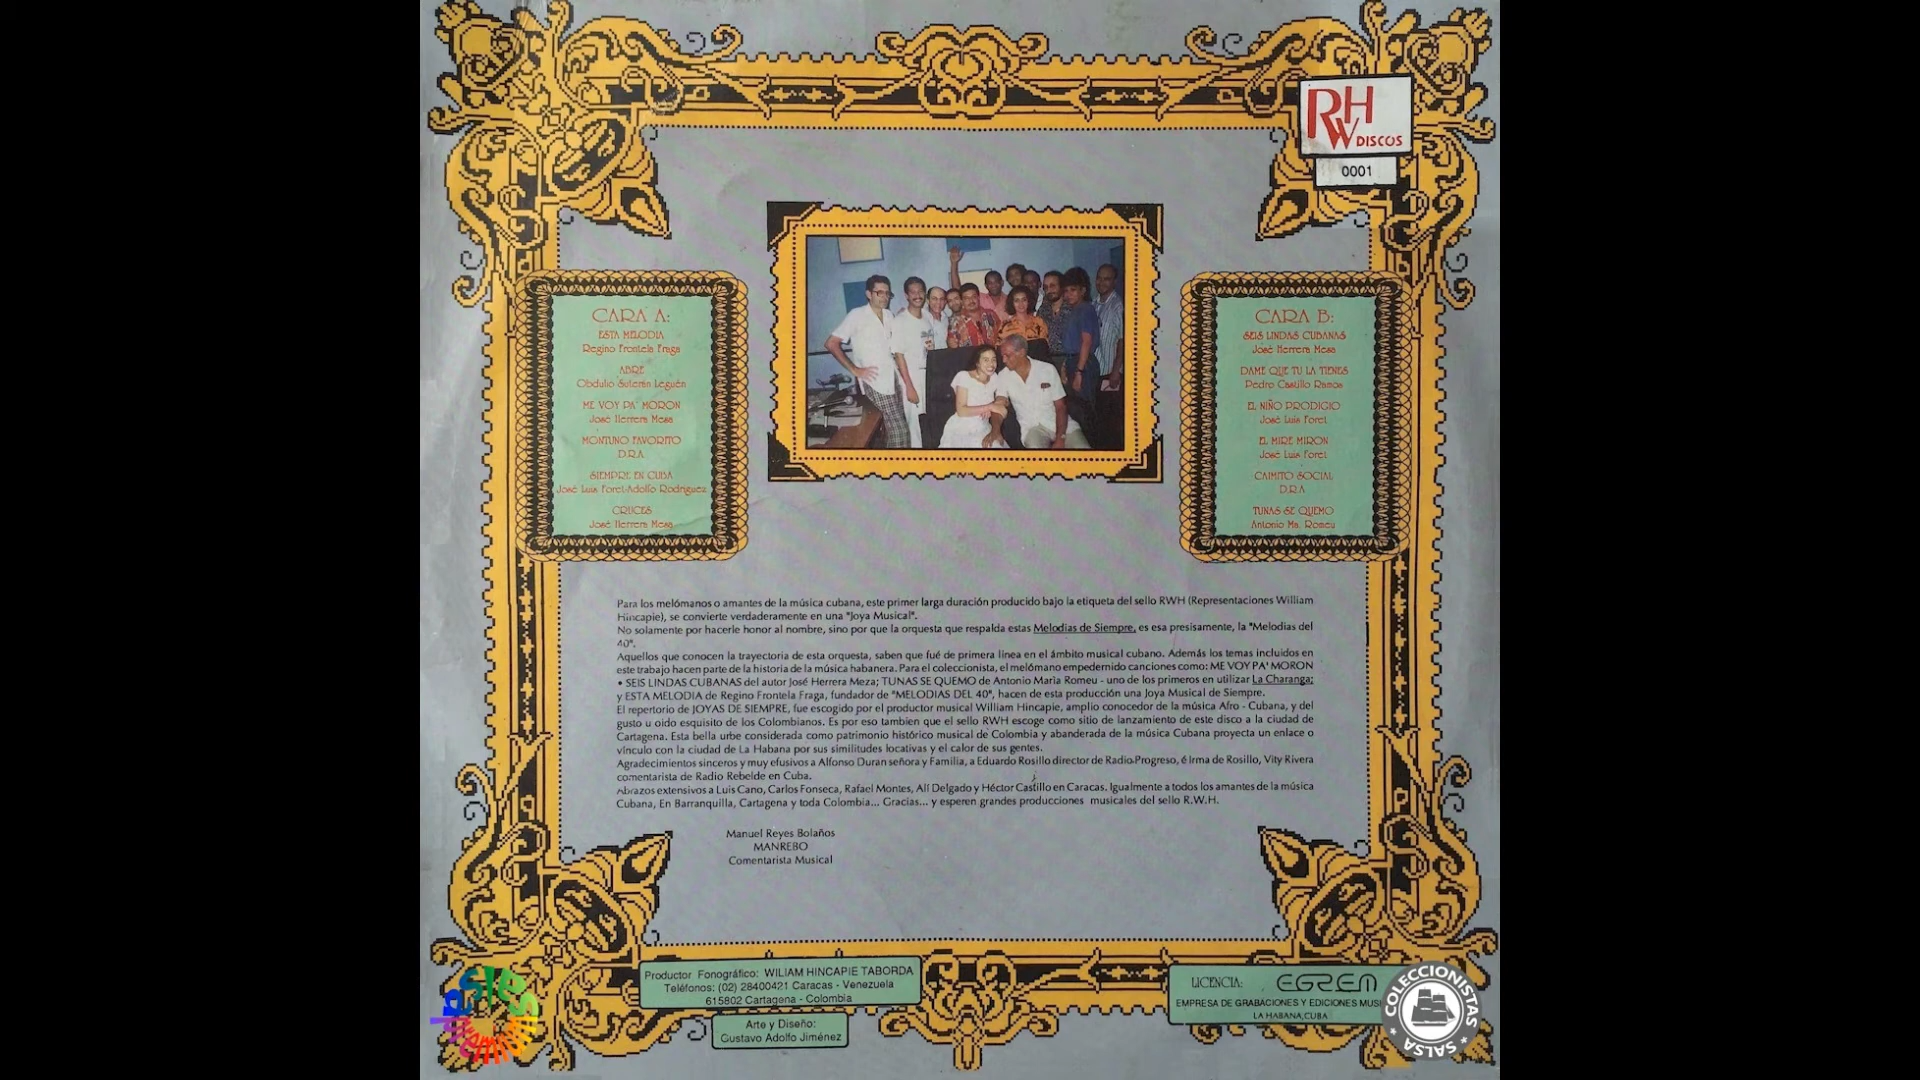 RHW DISCOS
0001
CARA A:
ESTA MELODIA
Regino Frontela Fraga
ABRE
Obdulio Suterán Leguén
ME VOY PA' MORON
José Herrera Mesa
MONTUNO FAVORITO
D.R.A
SIEMPRE EN CUBA
José Luis Foret-Adolfo Rodríguez
CRUCES
José Herrera Mesa
CARA B:
SEIS LINDAS CUBANAS
José Herrera Mesa
DAME QUE TU LA TIENES
Pedro Castillo Ramos
EL NIÑO PRODIGIO
José Luis Foret
EL MIRE MIRON
José Luis Foret
CAIMITO SOCIAL
D.R.A
TUNAS SE QUEMO
Antonio Ma. Romeu
Para los melómanos o amantes de la música cubana, este primer larga duración producido bajo la etiqueta del sello RWH (Representaciones William
Hincapie), se convierte verdaderamente en una "Joya Musical".
No solamente por hacerle honor al nombre, sino por que la orquesta que respalda estas Melodias de Siempre, es esa presisamente, la "Melodias del
40".
Aquellos que conocen la trayectoria de esta orquesta, saben que fué de primera linea en el ámbito musical cubano. Además los temas incluidos en
este trabajo hacen parte de la historia de la música habanera. Para el coleccionista, el melómano empedernido canciones como: ME VOY PA' MORON
• SEIS LINDAS CUBANAS del autor José Herrera Meza; TUNAS SE QUEMO de Antonio Maria Romeu - uno de los primeros en utilizar La Charanga;
y ESTA MELODIA de Regino Frontela Fraga, fundador de "MELODIAS DEL 40", hacen de esta producción una Joya Musical de Siempre.
El repertorio de JOYAS DE SIEMPRE, fue escogido por el productor musical William Hincapie, amplio conocedor de la música Afro - Cubana, y del
gusto u oido esquisito de los Colombianos. Es por eso tambien que el sello RWH escoge como sitio de lanzamiento de este disco a la ciudad de
Cartagena. Esta bella urbe considerada como patrimonio histórico musical de Colombia y abanderada de la música Cubana proyecta un enlace o
vínculo con la ciudad de La Habana por sus similitudes locativas y el calor de sus gentes.
Agradecimientos sinceros y muy efusivos a Alfonso Duran señora y Familia, a Eduardo Rosillo director de Radio-Progreso, é Irma de Rosillo, Vity Rivera
comentarista de Radio Rebelde en Cuba.
Abrazos extensivos a Luis Cano, Carlos Fonseca, Rafael Montes, Alí Delgado y Héctor Castillo en Caracas. Igualmente a todos los amantes de la música
Cubana, En Barranquilla, Cartagena y toda Colombia... Gracias... y esperen grandes producciones musicales del sello R.W.H.
Manuel Reyes Bolaños
MANREBO
Comentarista Musical
Productor Fonográfico: WILIAM HINCAPIE TABORDA
Teléfonos: (02) 28400421 Caracas - Venezuela
615802 Cartagena - Colombia
Arte y Diseño:
Gustavo Adolfo Jiménez
LICENCIA: EGREM
EMPRESA DE GRABACIONES Y EDICIONES MUSI
LA HABANA, CUBA
COLECCIONISTAS
SALSA